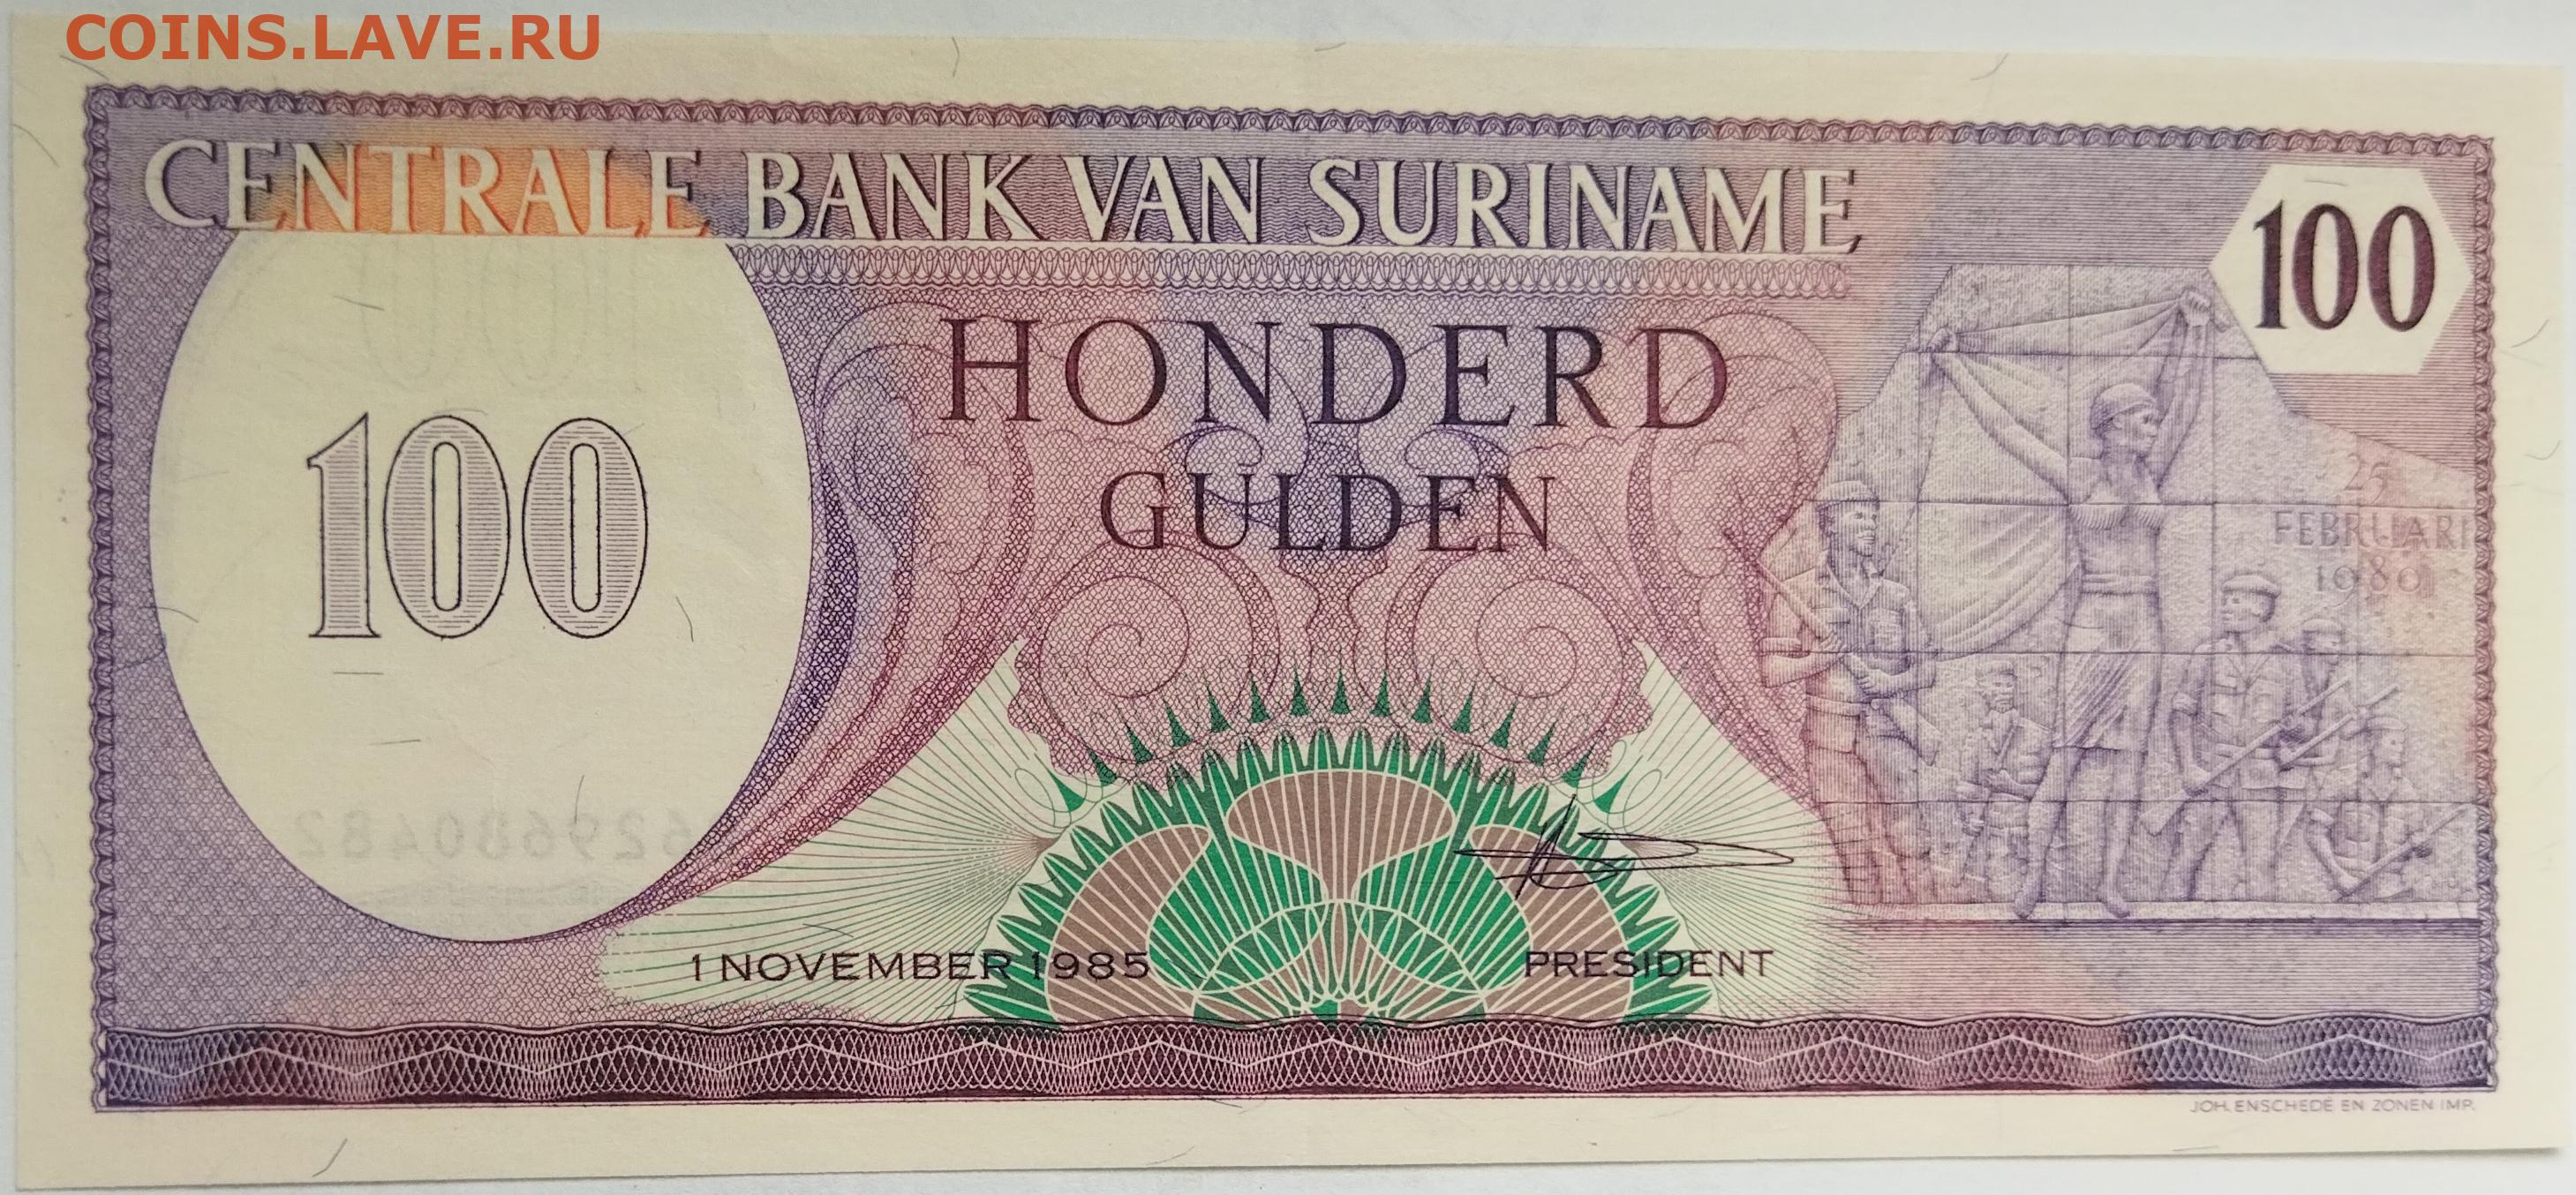 COINS.LAVE.RU
CENTRALE BANK VAN SURINAME
100
HONDERD
GULDEN
100
25
FEBRUARI
1980
1 NOVEMBER 1985
PRESIDENT
JOH. ENSCHEDÉ EN ZONEN IMP.